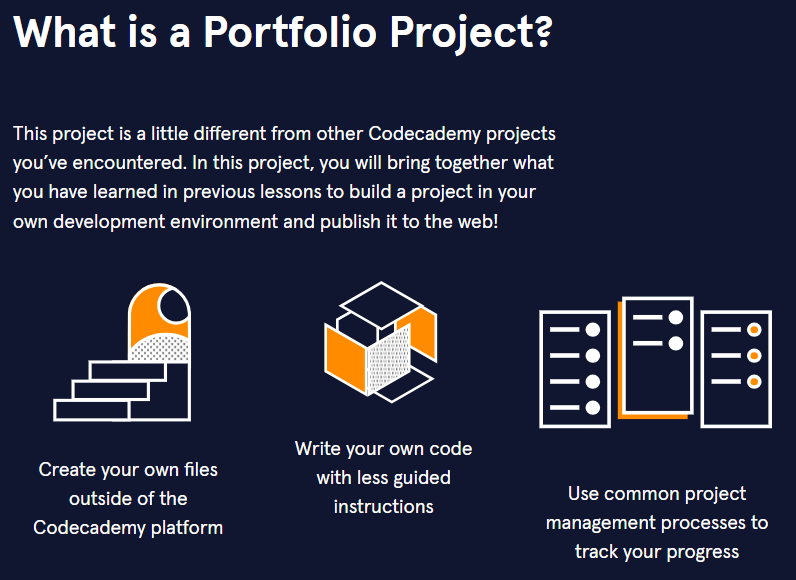 What is a Portfolio Project?
This project is a little different from other Codecademy projects
you've encountered. In this project, you will bring together what
you have learned in previous lessons to build a project in your
own development environment and publish it to the web!
Create your own files
outside of the
Codecademy platform
Write your own code
with less guided
instructions
Use common project
management processes to
track your progress